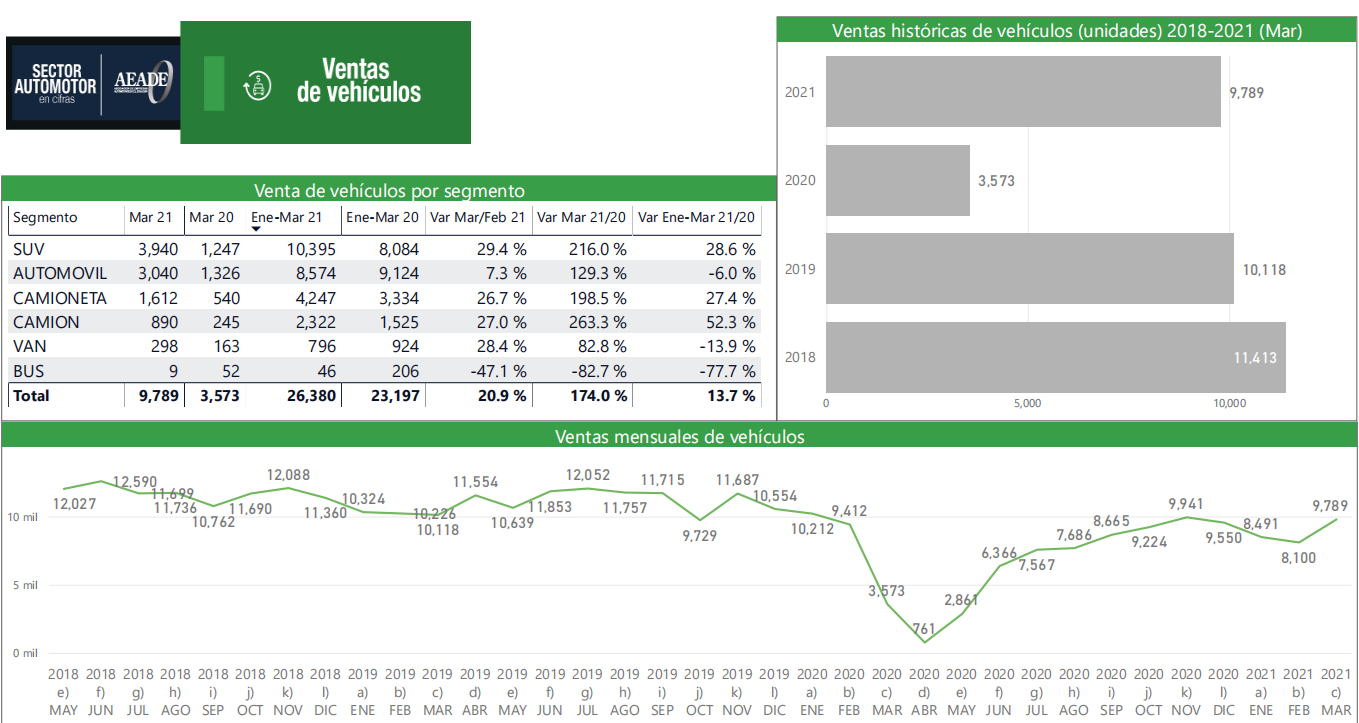 SECTOR
AUTOMOTOR
en cifras
AEADE
Ventas
de vehículos
Ventas históricas de vehículos (unidades) 2018-2021 (Mar)
2021 9,789
2020 3,573
2019 10,118
2018 11,413
0 5,000 10,000
Venta de vehículos por segmento
Segmento Mar 21 Mar 20 Ene-Mar 21 Ene-Mar 20 Var Mar/Feb 21 Var Mar 21/20 Var Ene-Mar 21/20
SUV 3,940 1,247 10,395 8,084 29.4 % 216.0 % 28.6 %
AUTOMOVIL 3,040 1,326 8,574 9,124 7.3 % 129.3 % -6.0 %
CAMIONETA 1,612 540 4,247 3,334 26.7 % 198.5 % 27.4 %
CAMION 890 245 2,322 1,525 27.0 % 263.3 % 52.3 %
VAN 298 163 796 924 28.4 % 82.8 % -13.9 %
BUS 9 52 46 206 -47.1 % -82.7 % -77.7 %
Total 9,789 3,573 26,380 23,197 20.9 % 174.0 % 13.7 %
Ventas mensuales de vehículos
12,027 12,590 11,699 11,736 10,762 11,690 12,088 11,360 10,324 10,226 10,118 11,554 10,639 11,853 12,052 11,757 11,715 9,729 11,687 10,554 10,212 9,412 3,573 761 2,861 6,366 7,567 7,686 8,665 9,224 9,941 9,550 8,491 8,100 9,789
10 mil
5 mil
0 mil
2018 2018 2018 2018 2018 2018 2018 2018 2019 2019 2019 2019 2019 2019 2019 2019 2019 2019 2019 2019 2020 2020 2020 2020 2020 2020 2020 2020 2020 2020 2020 2020 2021 2021 2021
e) f) g) h) i) j) k) l) a) b) c) d) e) f) g) h) i) j) k) l) a) b) c) d) e) f) g) h) i) j) k) l) a) b) c)
MAY JUN JUL AGO SEP OCT NOV DIC ENE FEB MAR ABR MAY JUN JUL AGO SEP OCT NOV DIC ENE FEB MAR ABR MAY JUN JUL AGO SEP OCT NOV DIC ENE FEB MAR